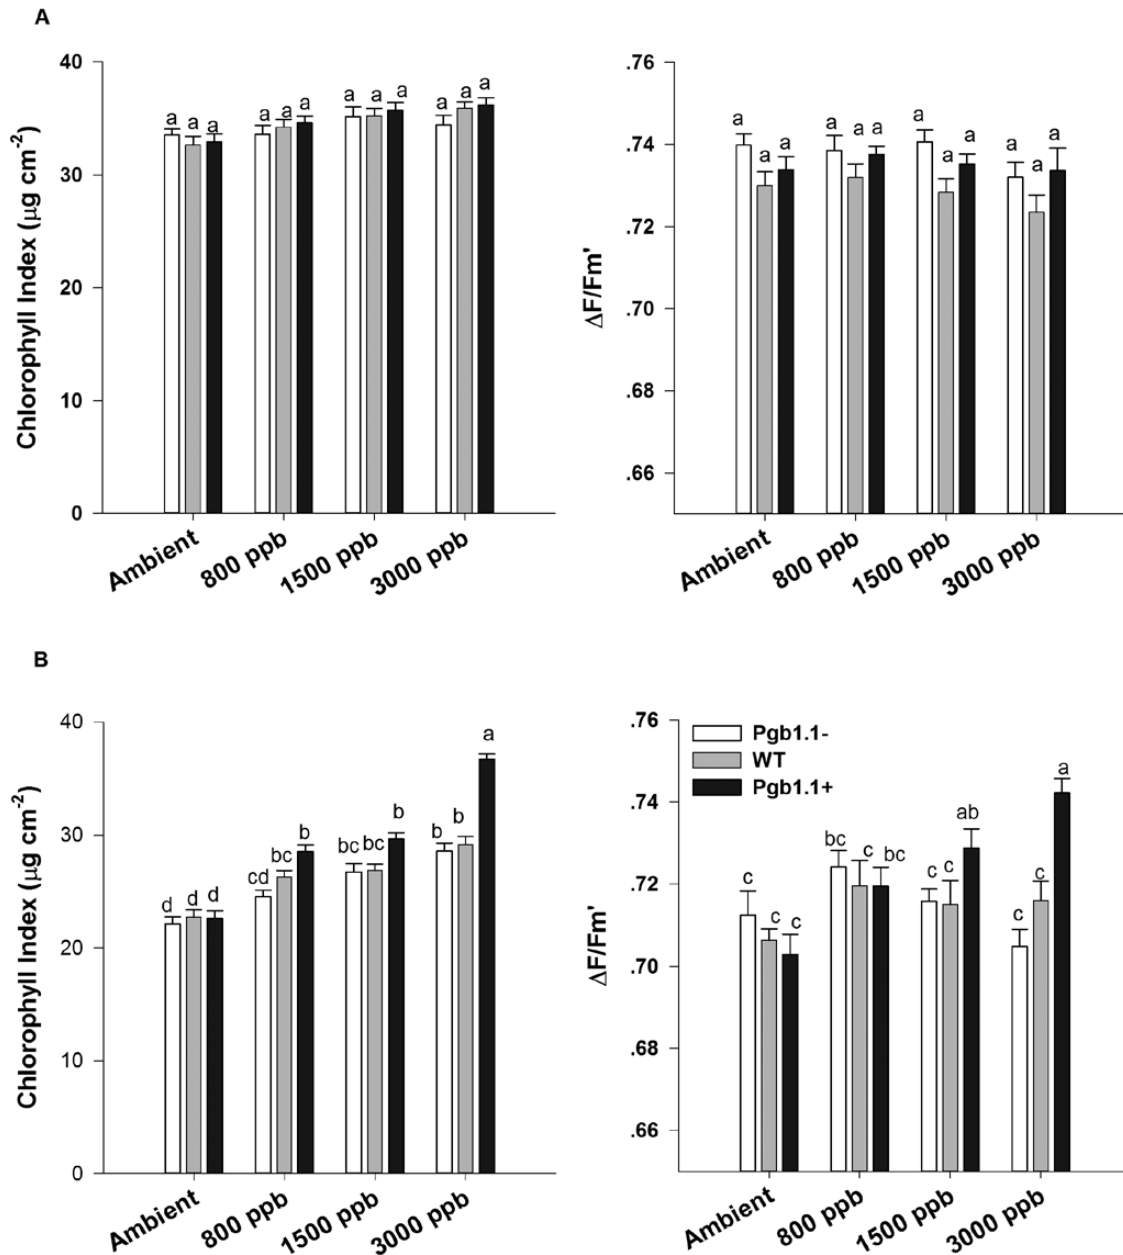 A
40
30
20
10
0
Chlorophyll Index (μg cm-2)
a a a a a a a a a a a a
Ambient 800 ppb 1500 ppb 3000 ppb
.76
.74
.72
.70
.68
.66
ΔF/Fm'
a a a a a a a a a a a a
Ambient 800 ppb 1500 ppb 3000 ppb
B
40
30
20
10
0
Chlorophyll Index (μg cm-2)
d d d cd bc b bc bc b b b a
Ambient 800 ppb 1500 ppb 3000 ppb
.76
.74
.72
.70
.68
.66
ΔF/Fm'
Pgb1.1-
WT
Pgb1.1+
c c c bc c bc c c ab c c a
Ambient 800 ppb 1500 ppb 3000 ppb